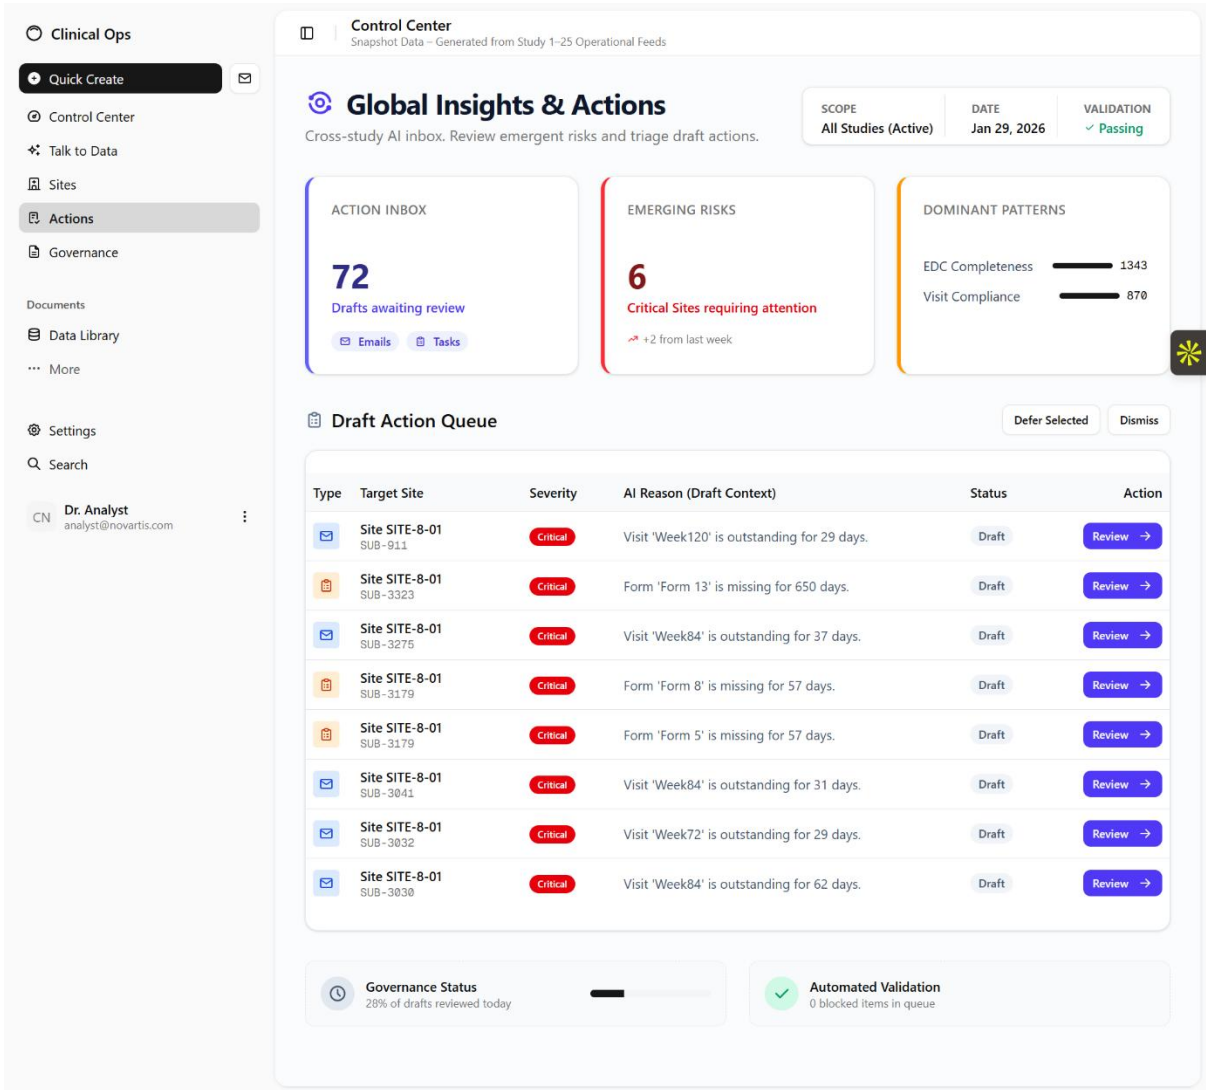 Clinical Ops
Quick Create
Control Center
Talk to Data
Sites
Actions
Governance
Documents
Data Library
More
Settings
Search
CN
Dr. Analyst
analyst@novartis.com
Control Center
Snapshot Data – Generated from Study 1–25 Operational Feeds
Global Insights & Actions
Cross-study AI inbox. Review emergent risks and triage draft actions.
SCOPE
All Studies (Active)
DATE
Jan 29, 2026
VALIDATION
Passing
ACTION INBOX
72
Drafts awaiting review
Emails
Tasks
EMERGING RISKS
6
Critical Sites requiring attention
+2 from last week
DOMINANT PATTERNS
EDC Completeness 1343
Visit Compliance 870
Draft Action Queue
Defer Selected
Dismiss
Type Target Site Severity AI Reason (Draft Context) Status Action
Site SITE-8-01
SUB-911
Critical
Visit 'Week120' is outstanding for 29 days.
Draft
Review →
Site SITE-8-01
SUB-3323
Critical
Form 'Form 13' is missing for 650 days.
Draft
Review →
Site SITE-8-01
SUB-3275
Critical
Visit 'Week84' is outstanding for 37 days.
Draft
Review →
Site SITE-8-01
SUB-3179
Critical
Form 'Form 8' is missing for 57 days.
Draft
Review →
Site SITE-8-01
SUB-3179
Critical
Form 'Form 5' is missing for 57 days.
Draft
Review →
Site SITE-8-01
SUB-3041
Critical
Visit 'Week84' is outstanding for 31 days.
Draft
Review →
Site SITE-8-01
SUB-3032
Critical
Visit 'Week72' is outstanding for 29 days.
Draft
Review →
Site SITE-8-01
SUB-3030
Critical
Visit 'Week84' is outstanding for 62 days.
Draft
Review →
Governance Status
28% of drafts reviewed today
Automated Validation
0 blocked items in queue